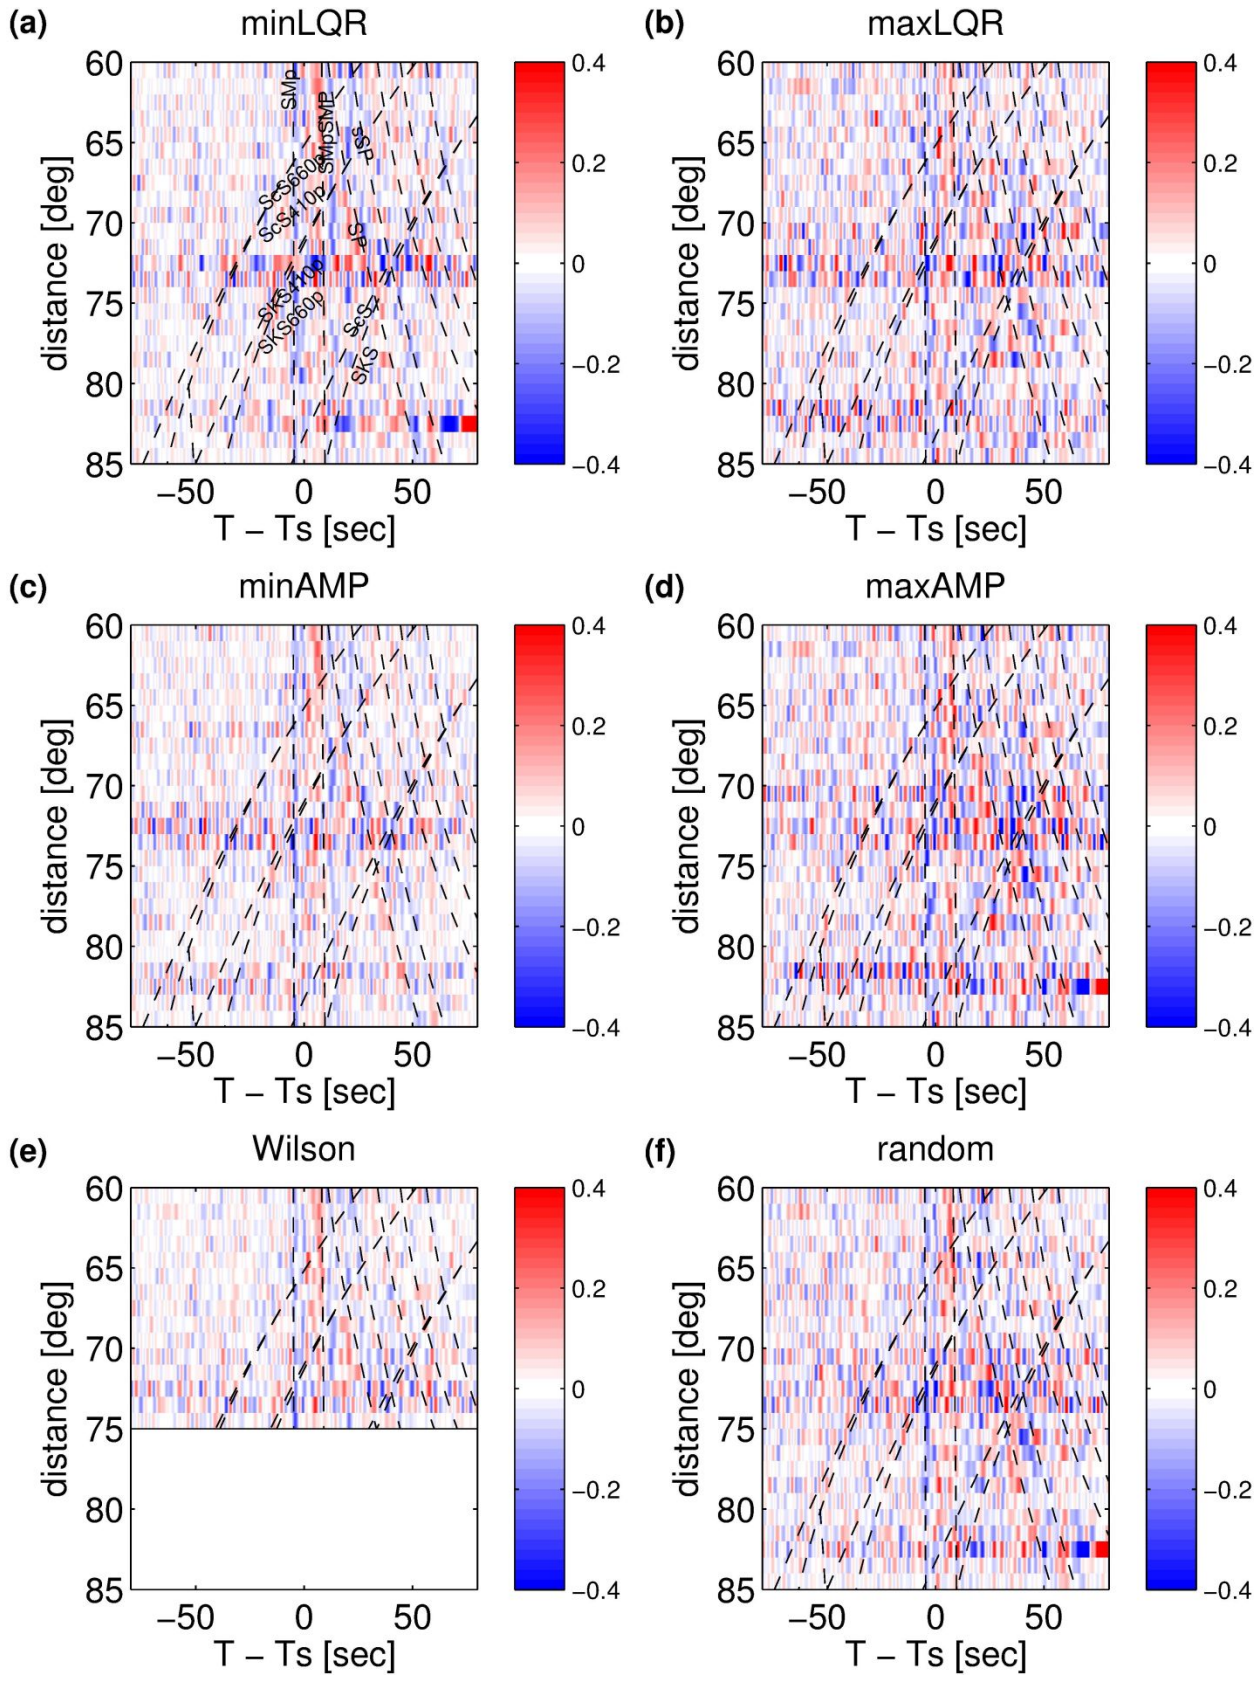 (a) minLQR
60
65
70
75
80
85
distance [deg]
SMp
SMpSMP
SSP
ScS660p
ScS410p
SP
SKS410p
SKS660p
ScS
SKS
−50 0 50
T − Ts [sec]
0.4
0.2
0
−0.2
−0.4
(b) maxLQR
60
65
70
75
80
85
distance [deg]
−50 0 50
T − Ts [sec]
0.4
0.2
0
−0.2
−0.4
(c) minAMP
60
65
70
75
80
85
distance [deg]
−50 0 50
T − Ts [sec]
0.4
0.2
0
−0.2
−0.4
(d) maxAMP
60
65
70
75
80
85
distance [deg]
−50 0 50
T − Ts [sec]
0.4
0.2
0
−0.2
−0.4
(e) Wilson
60
65
70
75
80
85
distance [deg]
−50 0 50
T − Ts [sec]
0.4
0.2
0
−0.2
−0.4
(f) random
60
65
70
75
80
85
distance [deg]
−50 0 50
T − Ts [sec]
0.4
0.2
0
−0.2
−0.4